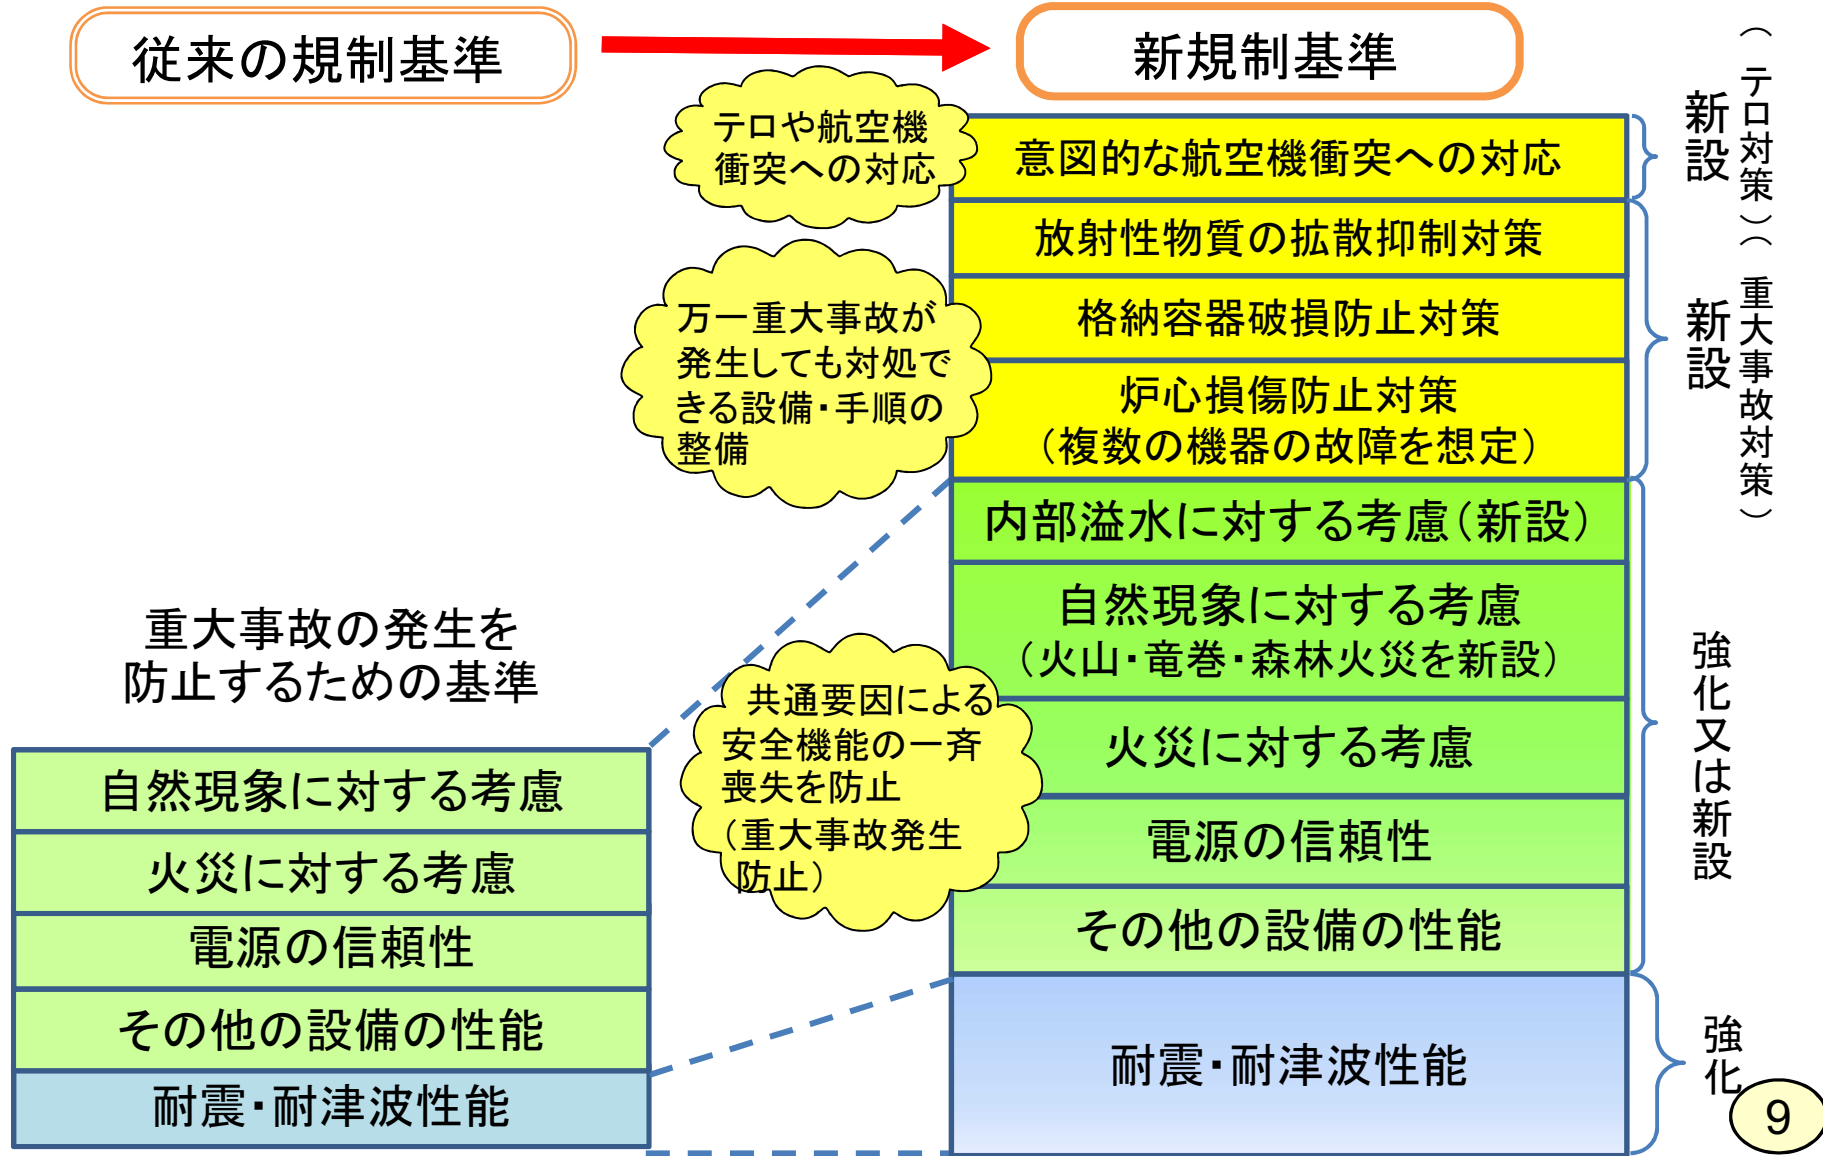 従来の規制基準
新規制基準
テロや航空機
衝突への対応
意図的な航空機衝突への対応
新設
（テロ対策）
放射性物質の拡散抑制対策
万一重大事故が
発生しても対処で
きる設備・手順の
整備
格納容器破損防止対策
炉心損傷防止対策
（複数の機器の故障を想定）
新設
（重大事故対策）
内部溢水に対する考慮（新設）
自然現象に対する考慮
（火山・竜巻・森林火災を新設）
共通要因による
安全機能の一斉
喪失を防止
（重大事故発生
防止）
火災に対する考慮
電源の信頼性
その他の設備の性能
強化又は新設
耐震・耐津波性能
強化
重大事故の発生を
防止するための基準
自然現象に対する考慮
火災に対する考慮
電源の信頼性
その他の設備の性能
耐震・耐津波性能
9